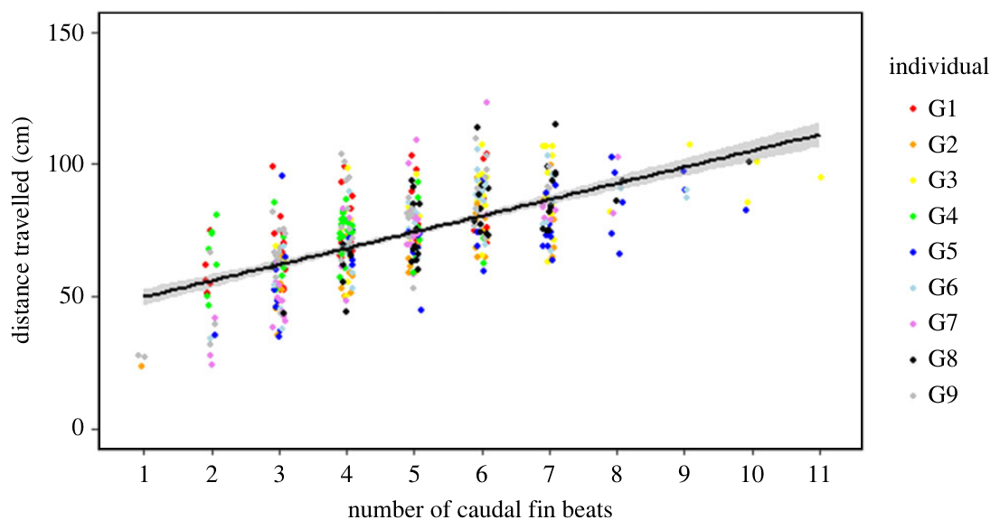 150
100
50
0
distance travelled (cm)
1 2 3 4 5 6 7 8 9 10 11
number of caudal fin beats
individual
G1
G2
G3
G4
G5
G6
G7
G8
G9